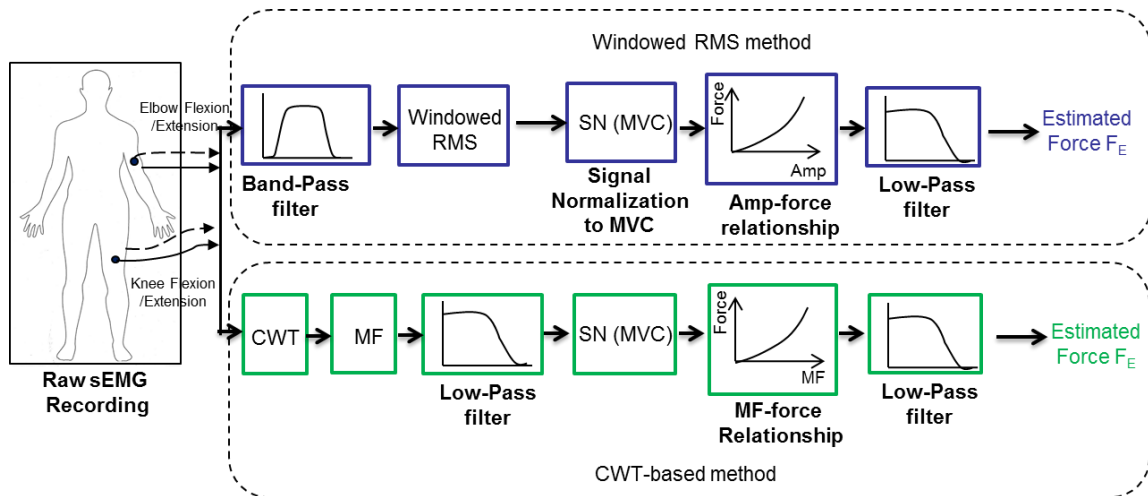 Windowed RMS method
Elbow Flexion
/Extension
Knee Flexion
/Extension
Raw sEMG
Recording
Band-Pass
filter
Windowed
RMS
SN (MVC)
Signal
Normalization
to MVC
Force
Amp
Amp-force
relationship
Low-Pass
filter
Estimated
Force F_E
CWT
MF
Low-Pass
filter
SN (MVC)
Force
MF
MF-force
Relationship
Low-Pass
filter
Estimated
Force F_E
CWT-based method